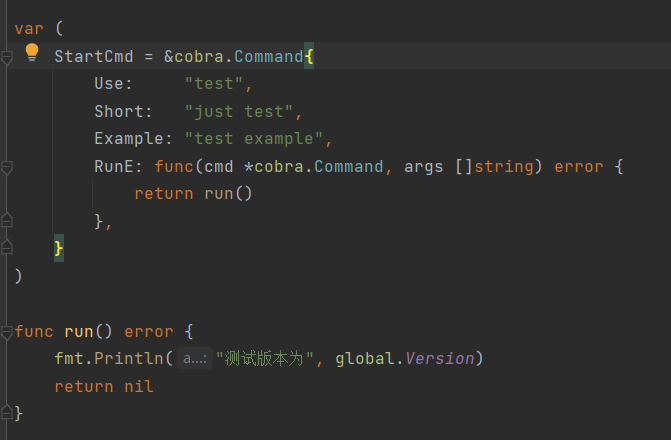 var (
StartCmd = &cobra.Command{
Use:     "test",
Short:   "just test",
Example: "test example",
RunE: func(cmd *cobra.Command, args []string) error {
return run()
},
}
)
func run() error {
fmt.Println( a...: "测试版本为", global.Version)
return nil
}